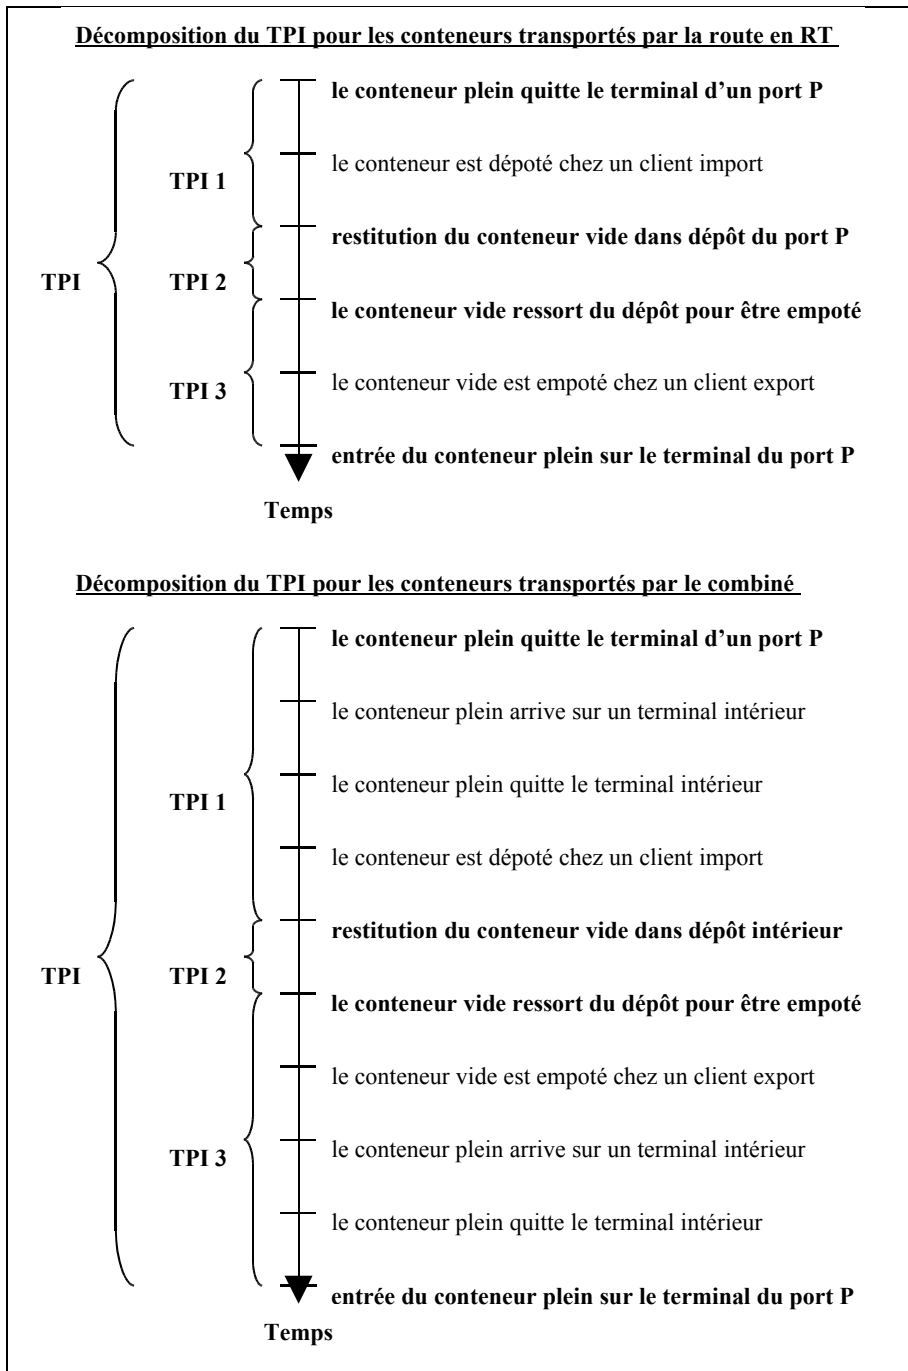 Décomposition du TPI pour les conteneurs transportés par la route en RT
le conteneur plein quitte le terminal d’un port P
le conteneur est dépoté chez un client import
TPI 1
restitution du conteneur vide dans dépôt du port P
TPI
TPI 2
le conteneur vide ressort du dépôt pour être empoté
le conteneur vide est empoté chez un client export
TPI 3
entrée du conteneur plein sur le terminal du port P
Temps
Décomposition du TPI pour les conteneurs transportés par le combiné
le conteneur plein quitte le terminal d’un port P
le conteneur plein arrive sur un terminal intérieur
le conteneur plein quitte le terminal intérieur
TPI 1
le conteneur est dépoté chez un client import
restitution du conteneur vide dans dépôt intérieur
TPI
TPI 2
le conteneur vide ressort du dépôt pour être empoté
le conteneur vide est empoté chez un client export
le conteneur plein arrive sur un terminal intérieur
TPI 3
le conteneur plein quitte le terminal intérieur
entrée du conteneur plein sur le terminal du port P
Temps